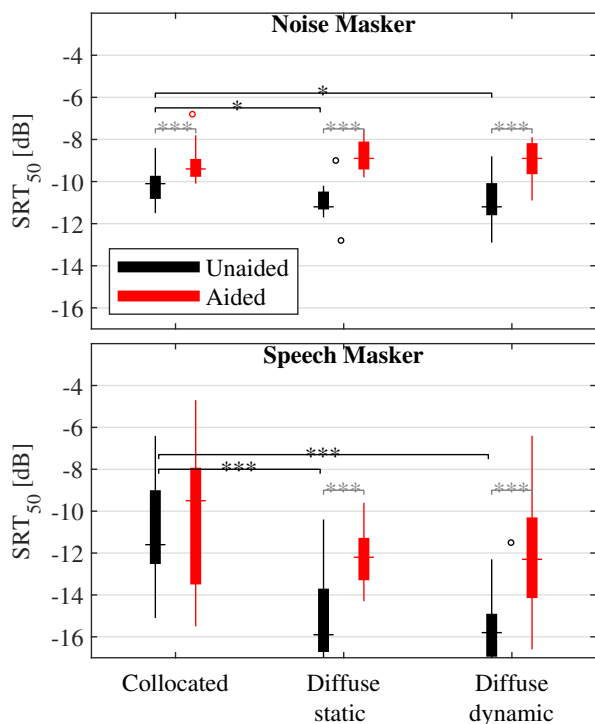 Noise Masker
-4
-6
-8
-10
-12
-14
-16
SRT50 [dB]
*
*
***
***
***
Unaided
Aided
Speech Masker
-4
-6
-8
-10
-12
-14
-16
SRT50 [dB]
***
***
***
***
Collocated
Diffuse
static
Diffuse
dynamic